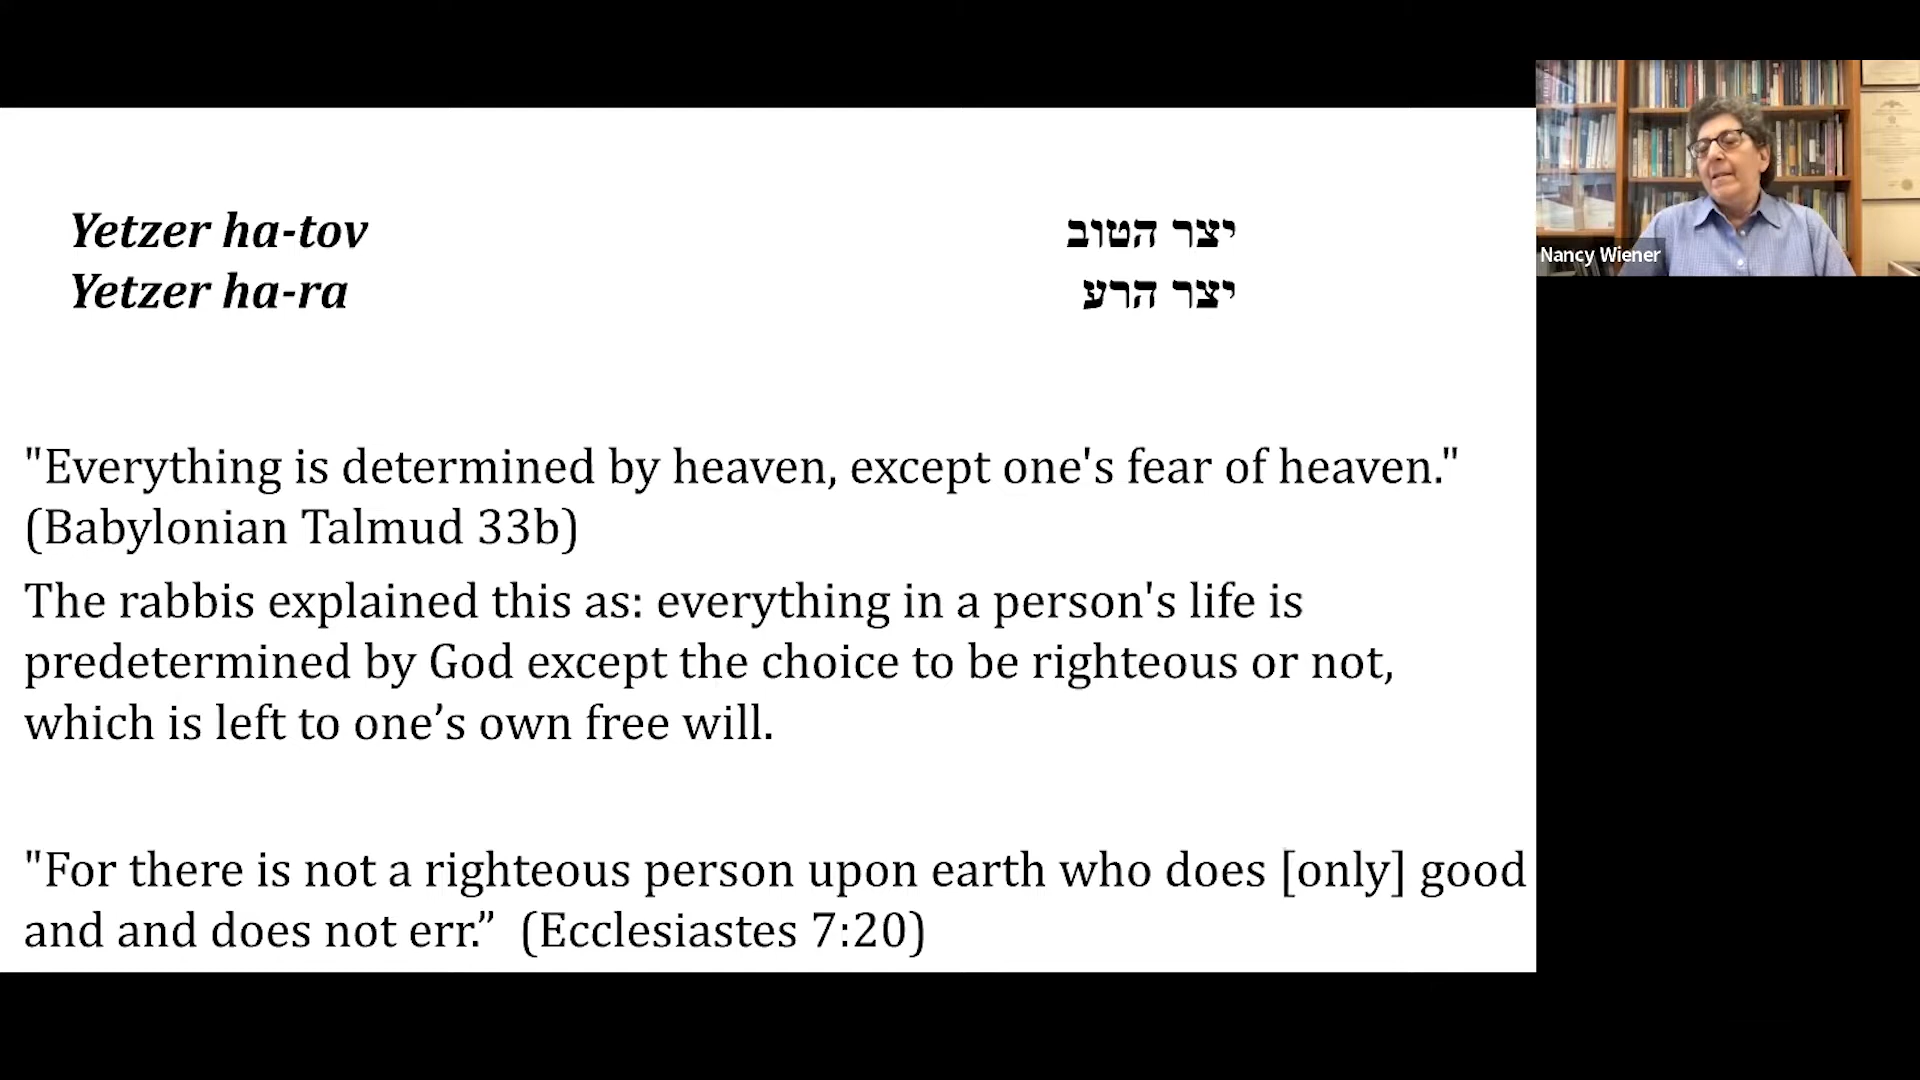 Yetzer ha-tov יצר הטוב
Yetzer ha-ra יצר הרע
"Everything is determined by heaven, except one's fear of heaven."
(Babylonian Talmud 33b)
The rabbis explained this as: everything in a person's life is
predetermined by God except the choice to be righteous or not,
which is left to one’s own free will.
"For there is not a righteous person upon earth who does [only] good
and and does not err.” (Ecclesiastes 7:20)
Nancy Wiener